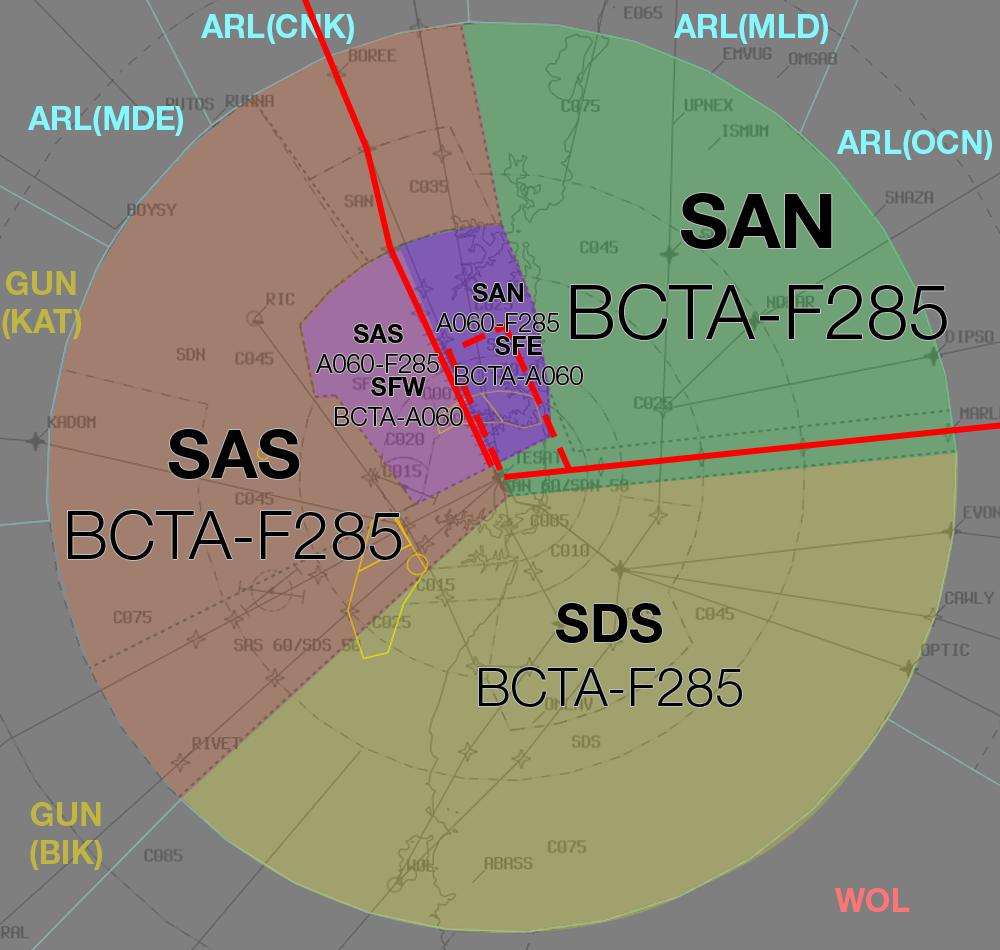 E065
ARL(CNK)
ARL(MLD)
BOREE
EMVUG
OMGAB
RUNNA
C075
UPNEX
ARL(MDE)
ISMUM
ARL(OCN)
C035
SAN
SHAZA
BOYSY
SAN
C045
GUN
(KAT)
RIC
SAN
A060-F285
BCTA-F285
SAS
A060-F285
SFE
BCTA-A060
DIPSO
SDN
C045
SFW
BCTA-A060
C025
KADOM
C020
SAS
BCTA-F285
C015
TESAT
SAN 60/SDN 50
C045
C005
EVON
C010
C015
CAWLY
C075
C025
SDS
BCTA-F285
C045
SAS 60/SDS 50
OPTIC
RIVET
SDS
GUN
(BIK)
C085
C075
WOL
ABASS
WOL
RAL